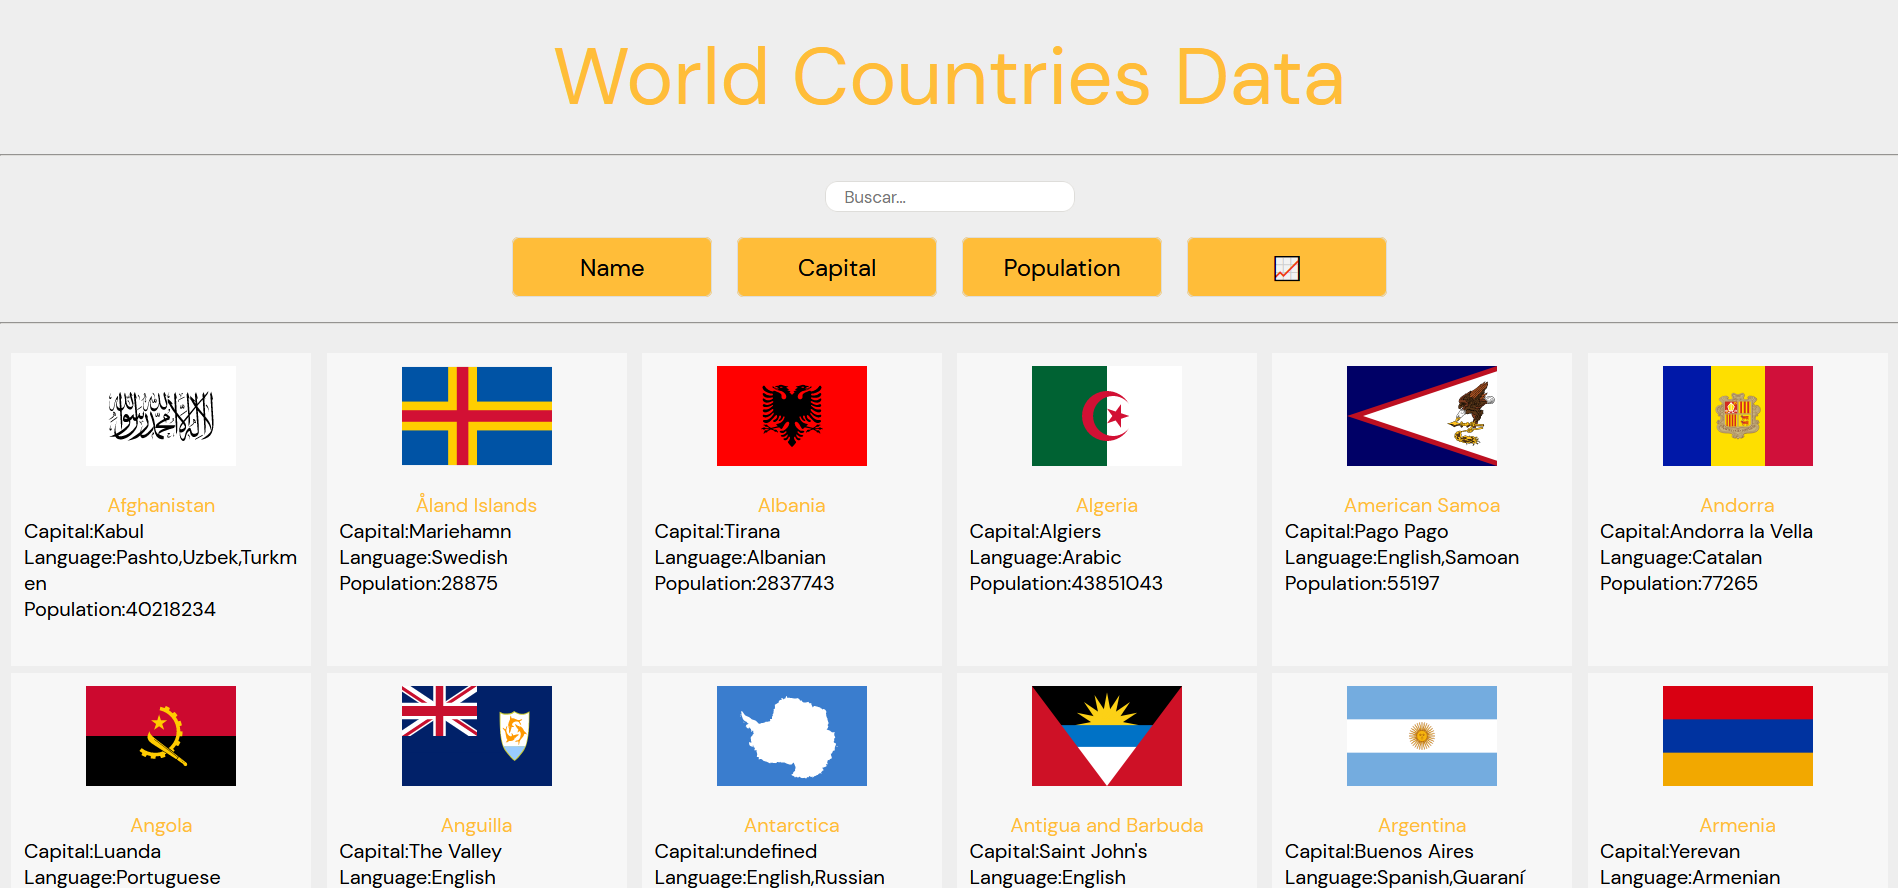 World Countries Data
Buscar...
Name
Capital
Population
Afghanistan
Capital:Kabul
Language:Pashto,Uzbek,Turkm
en
Population:40218234
Åland Islands
Capital:Mariehamn
Language:Swedish
Population:28875
Albania
Capital:Tirana
Language:Albanian
Population:2837743
Algeria
Capital:Algiers
Language:Arabic
Population:43851043
American Samoa
Capital:Pago Pago
Language:English,Samoan
Population:55197
Andorra
Capital:Andorra la Vella
Language:Catalan
Population:77265
Angola
Capital:Luanda
Language:Portuguese
Anguilla
Capital:The Valley
Language:English
Antarctica
Capital:undefined
Language:English,Russian
Antigua and Barbuda
Capital:Saint John's
Language:English
Argentina
Capital:Buenos Aires
Language:Spanish,Guaraní
Armenia
Capital:Yerevan
Language:Armenian